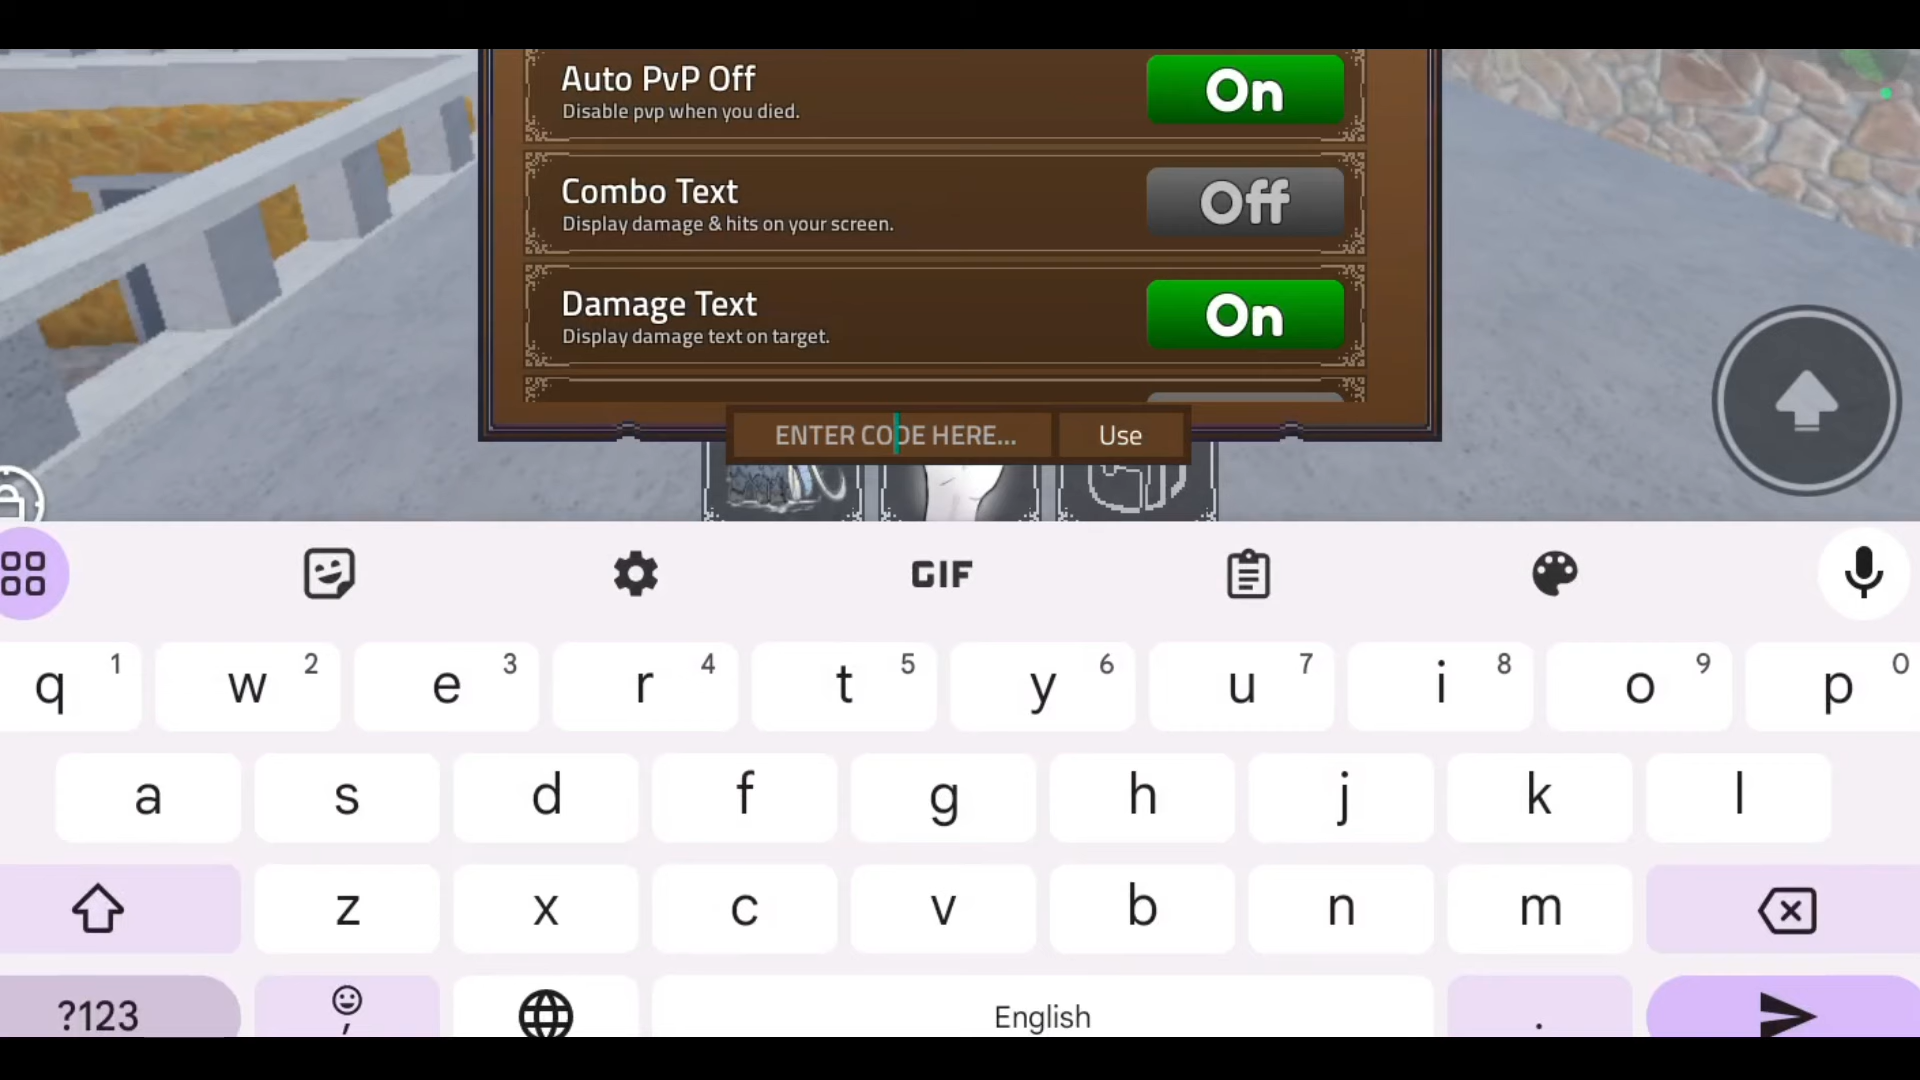 Auto PvP Off
Disable pvp when you died.
On
Combo Text
Display damage & hits on your screen.
Off
Damage Text
Display damage text on target.
On
ENTER CODE HERE...
Use
GIF
q 1 w 2 e 3 r 4 t 5 y 6 u 7 i 8 o 9 p 0
a s d f g h j k l
z x c v b n m
?123 , English .